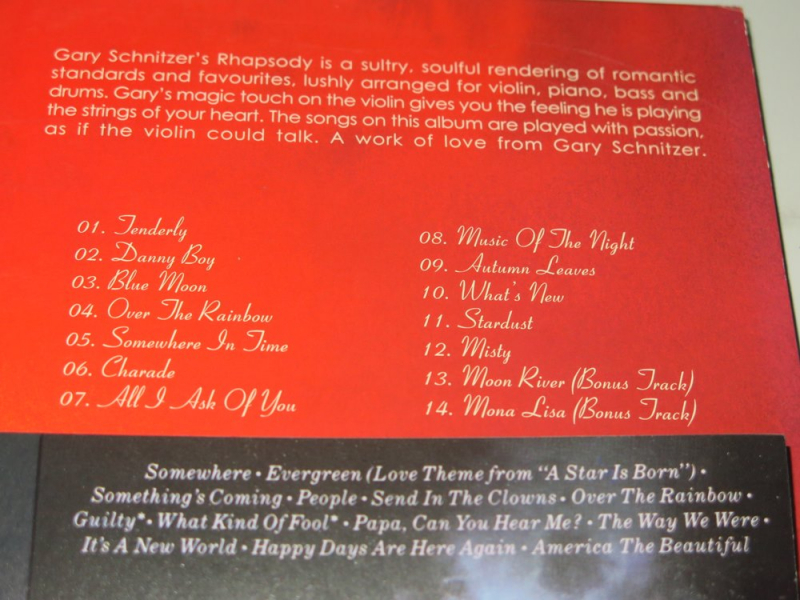 Gary Schnitzer's Rhapsody is a sultry, soulful rendering of romantic
standards and favourites, lushly arranged for violin, piano, bass and
drums. Gary's magic touch on the violin gives you the feeling he is playing
the strings of your heart. The songs on this album are played with passion,
as if the violin could talk. A work of love from Gary Schnitzer.
01. Tenderly
02. Danny Boy
03. Blue Moon
04. Over The Rainbow
05. Somewhere In Time
06. Charade
07. All I Ask Of You
08. Music Of The Night
09. Autumn Leaves
10. What's New
11. Stardust
12. Misty
13. Moon River (Bonus Track)
14. Mona Lisa (Bonus Track)
Somewhere • Evergreen (Love Theme from "A Star Is Born") •
Something's Coming • People • Send In The Clowns • Over The Rainbow •
Guilty* • What Kind Of Fool* • Papa, Can You Hear Me? • The Way We Were •
It's A New World • Happy Days Are Here Again • America The Beautiful